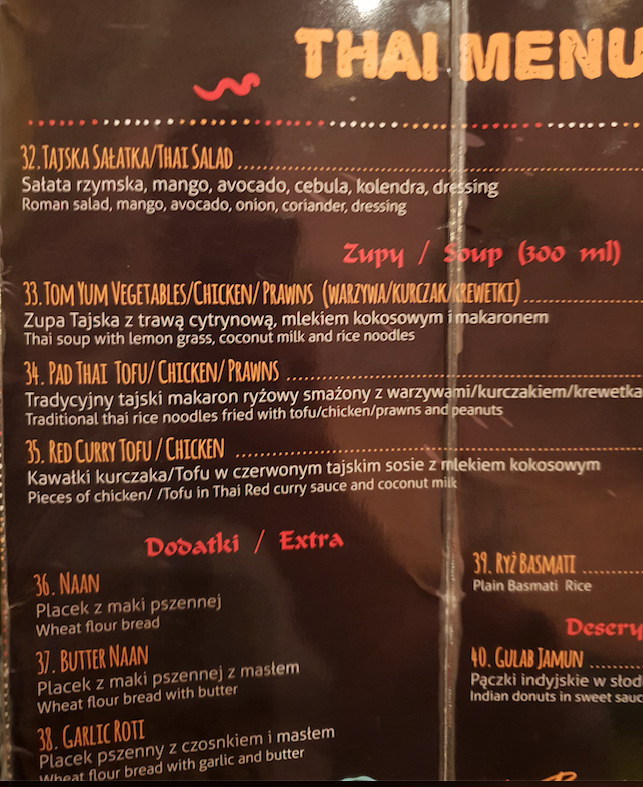 THAI MENU
32. TAJSKA SAŁATKA/THAI SALAD
Sałata rzymska, mango, avocado, cebula, kolendra, dressing
Roman salad, mango, avocado, onion, coriander, dressing
Zupy / Soup (300 ml)
33. TOM YUM VEGETABLES/CHICKEN/ PRAWNS (WARZYWA/KURCZAK/KREWETKI)
Zupa Tajska z trawą cytrynową, mlekiem kokosowym i makaronem
Thai soup with lemon grass, coconut milk and rice noodles
34. PAD THAI TOFU/ CHICKEN/ PRAWNS
Tradycyjny tajski makaron ryżowy smażony z warzywami/kurczakiem/krewetka
Traditional thai rice noodles fried with tofu/chicken/prawns and peanuts
35. RED CURRY TOFU / CHICKEN
Kawałki kurczaka/Tofu w czerwonym tajskim sosie z mlekiem kokosowym
Pieces of chicken/ /Tofu in Thai Red curry sauce and coconut milk
Dodatki / Extra
36. NAAN
Placek z maki pszennej
Wheat flour bread
37. BUTTER NAAN
Placek z maki pszennej z masłem
Wheat flour bread with butter
38. GARLIC ROTI
Placek pszenny z czosnkiem i masłem
Wheat flour bread with garlic and butter
39. RYŻ BASMATI
Plain Basmati Rice
Desery
40. GULAB JAMUN
Pączki indyjskie w słod
Indian donuts in sweet sauc